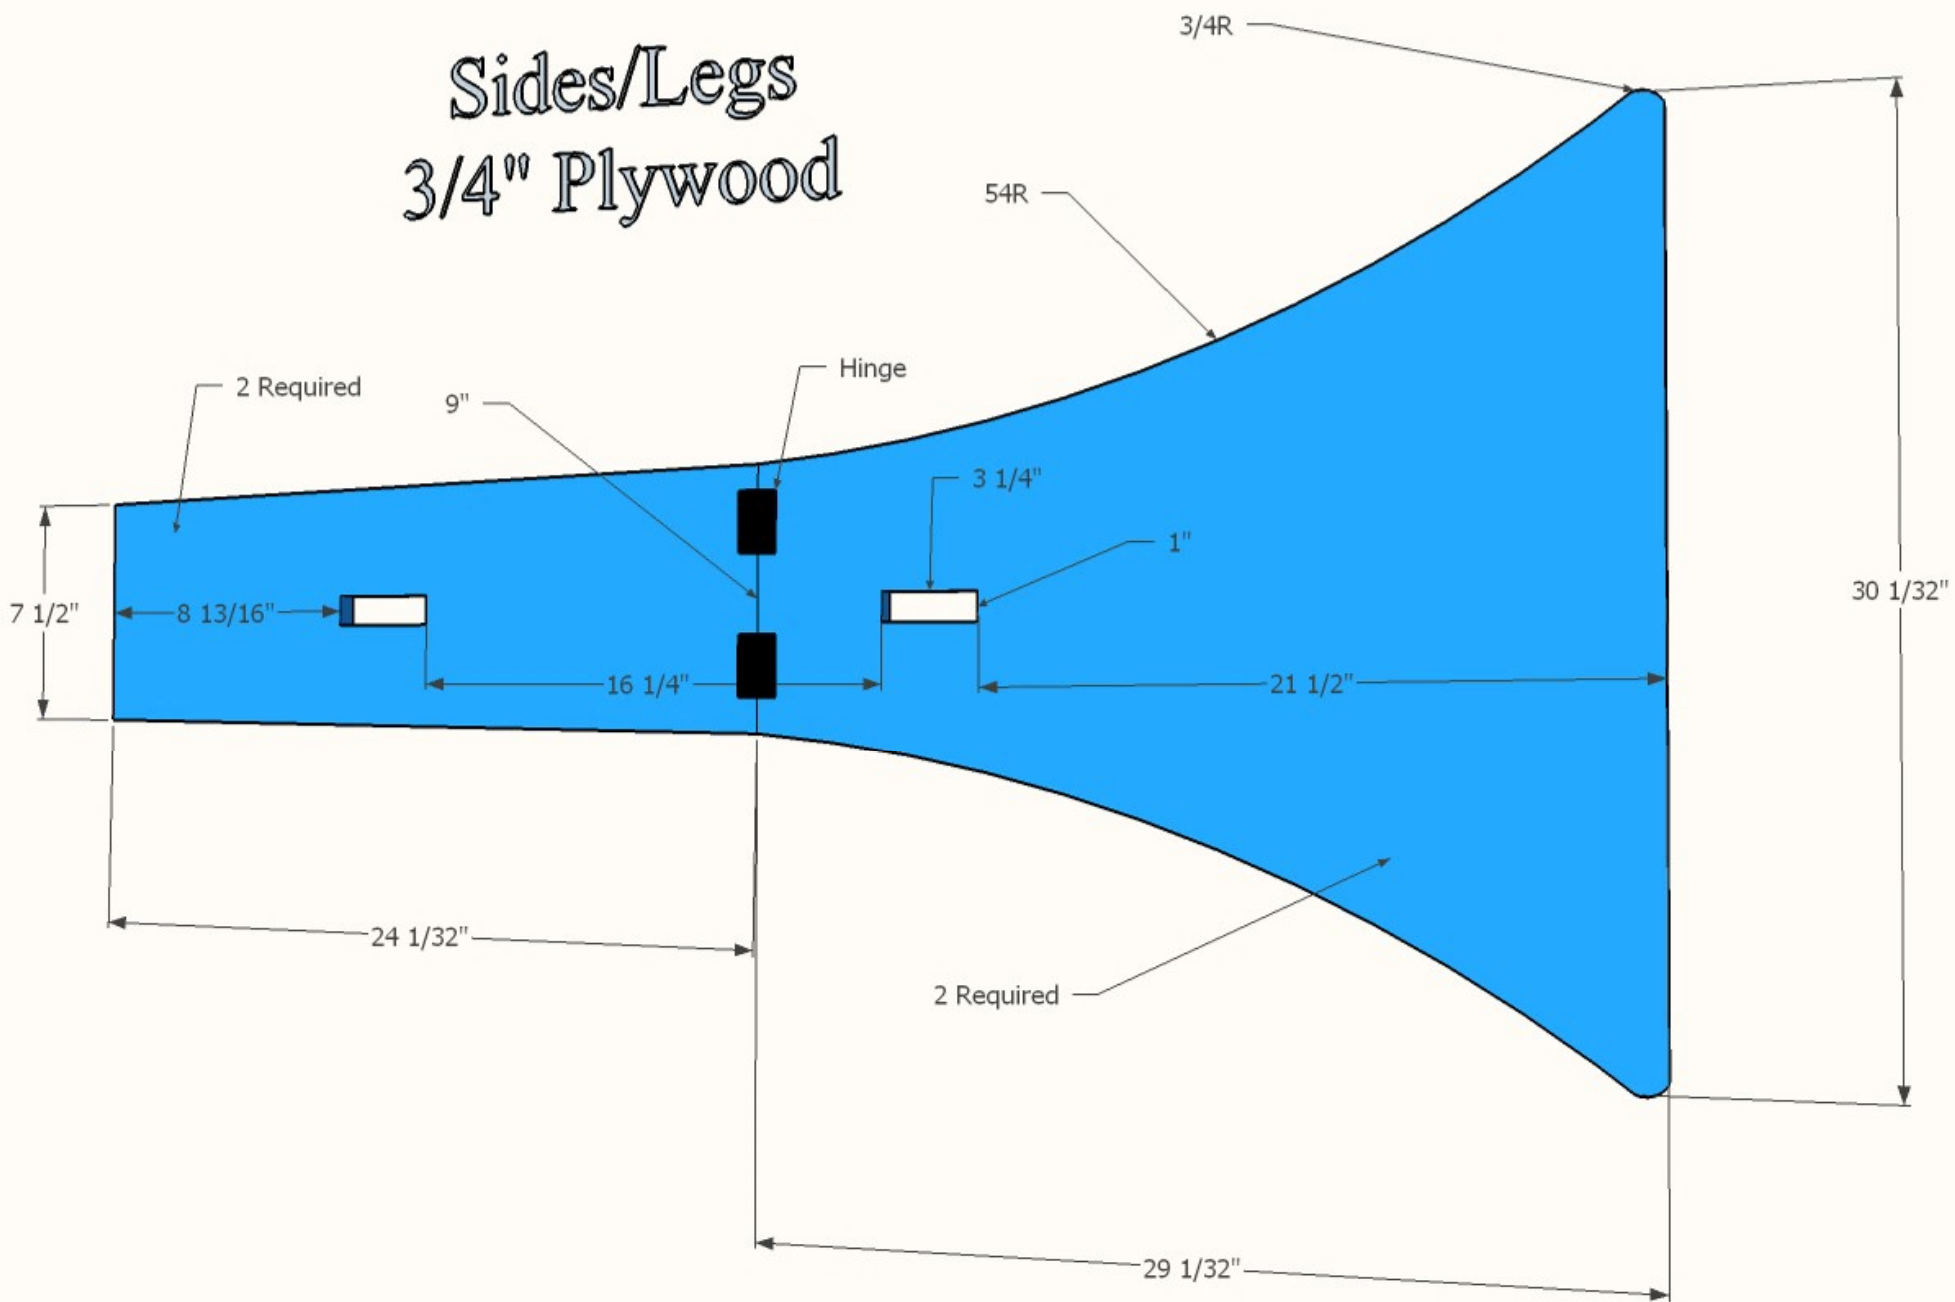 3/4R
Sides/Legs
3/4" Plywood
54R
Hinge
2 Required
9"
3 1/4"
1"
30 1/32"
7 1/2"
8 13/16"
16 1/4"
21 1/2"
24 1/32"
2 Required
29 1/32"